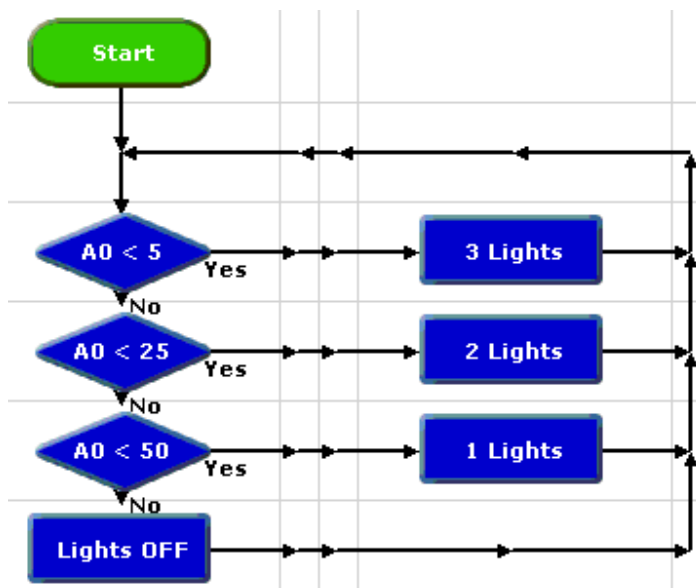 Start
A0 < 5
Yes
3 Lights
No
A0 < 25
Yes
2 Lights
No
A0 < 50
Yes
1 Lights
No
Lights OFF